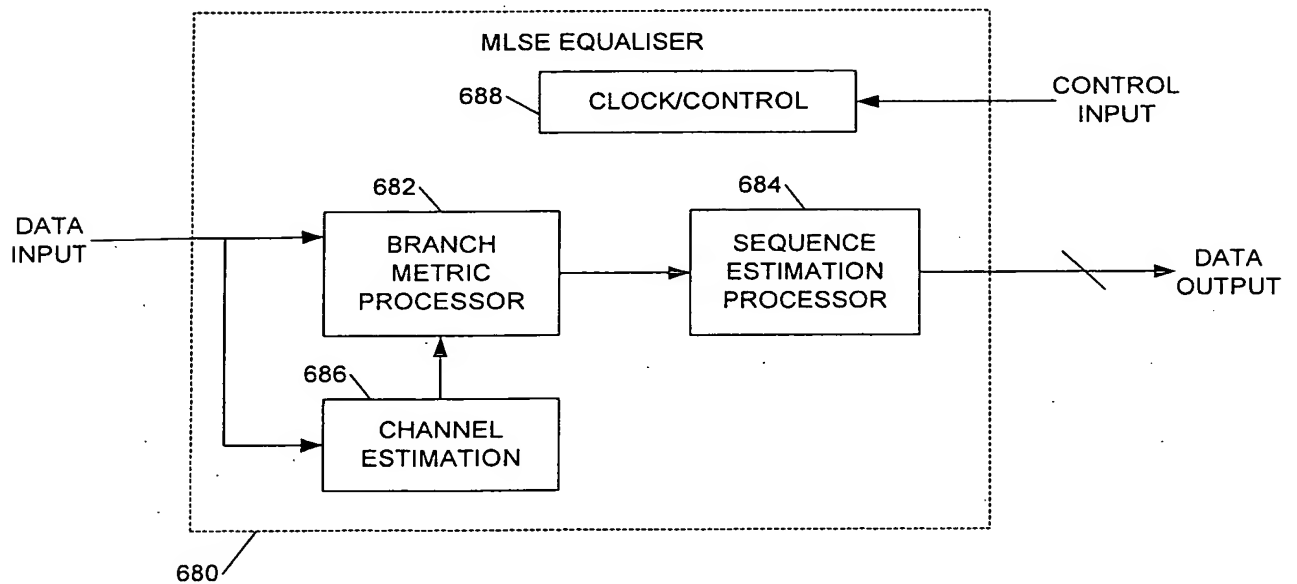 MLSE EQUALISER
688
CLOCK/CONTROL
CONTROL
INPUT
682
684
DATA
INPUT
BRANCH
METRIC
PROCESSOR
SEQUENCE
ESTIMATION
PROCESSOR
DATA
OUTPUT
686
CHANNEL
ESTIMATION
680